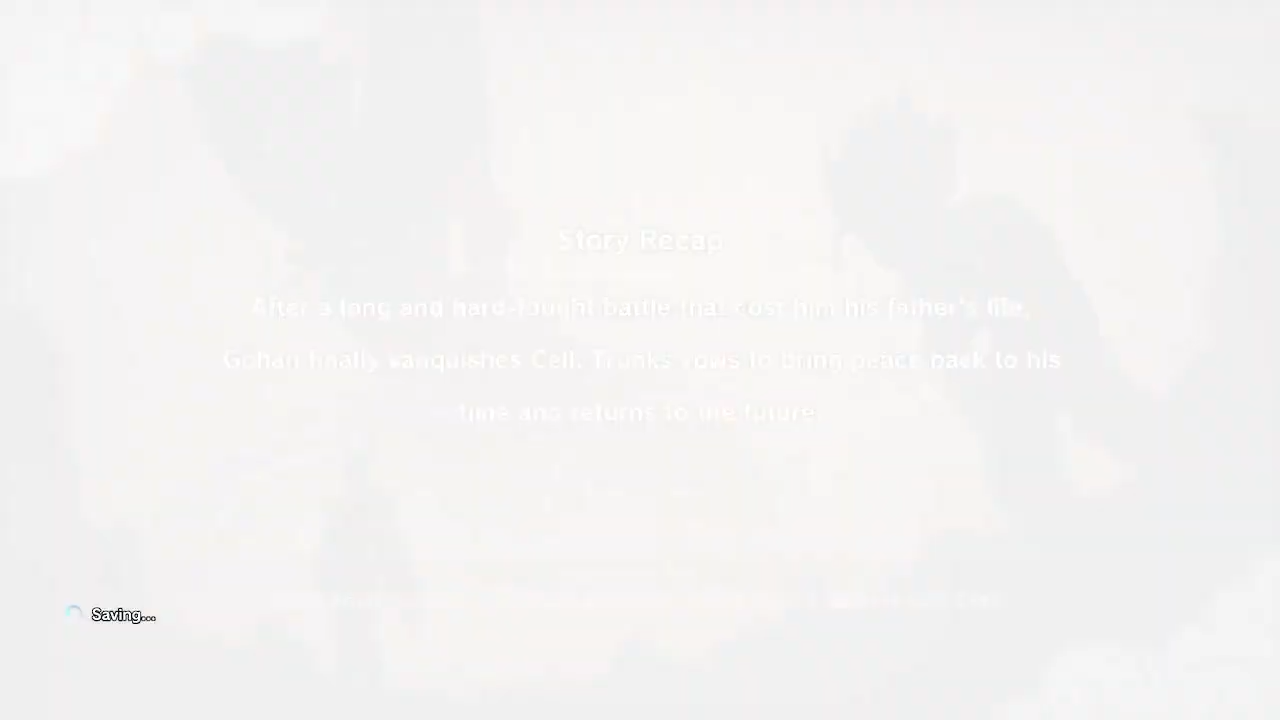 Story Recap
After a long and hard-fought battle that cost him his father's life,
Gohan finally vanquishes Cell. Trunks vows to bring peace back to his
time and returns to the future.
Saving...